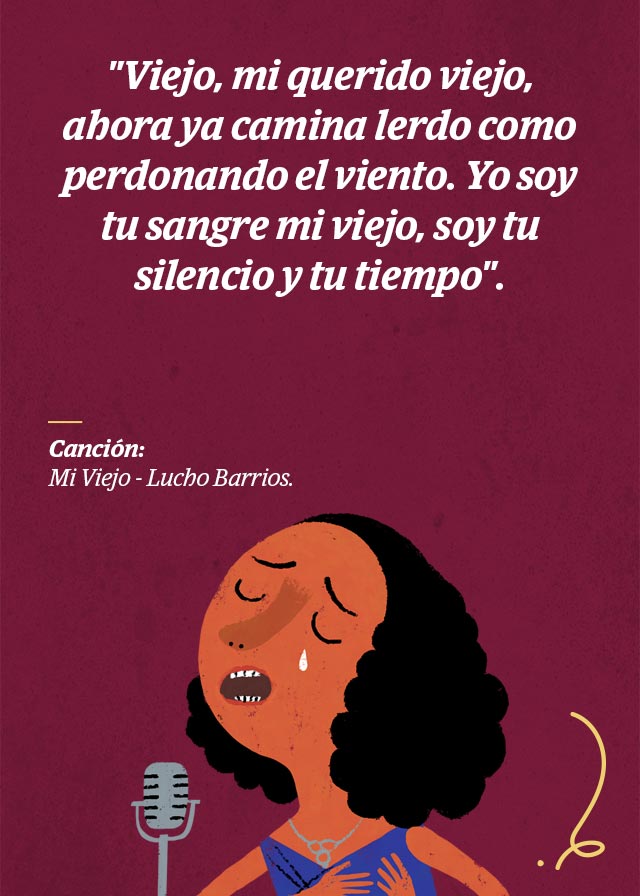 "Viejo, mi querido viejo,
ahora ya camina lerdo como
perdonando el viento. Yo soy
tu sangre mi viejo, soy tu
silencio y tu tiempo".
Canción:
Mi Viejo - Lucho Barrios.